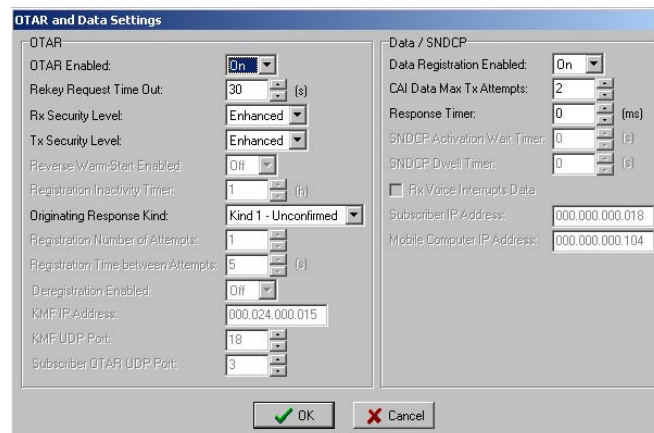 OTAR and Data Settings
OTAR
OTAR Enabled: On
Rekey Request Time Out: 30 (s)
Rx Security Level: Enhanced
Tx Security Level: Enhanced
Reverse Warm-Start Enabled: Off
Registration Inactivity Timer: 1 (h)
Originating Response Kind: Kind 1 - Unconfirmed
Registration Number of Attempts: 1
Registration Time between Attempts: 5 (s)
Deregistration Enabled: Off
KMF IP Address: 000.024.000.015
KMF UDP Port: 18
Subscriber OTAR UDP Port: 3
Data / SNDCP
Data Registration Enabled: On
CAI Data Max Tx Attempts: 2
Response Timer: 0 (ms)
SNDCP Activation Wait Timer: 0 (s)
SNDCP Dwell Timer: 0 (s)
Rx Voice Interrupts Data
Subscriber IP Address: 000.000.000.018
Mobile Computer IP Address: 000.000.000.104
OK
Cancel